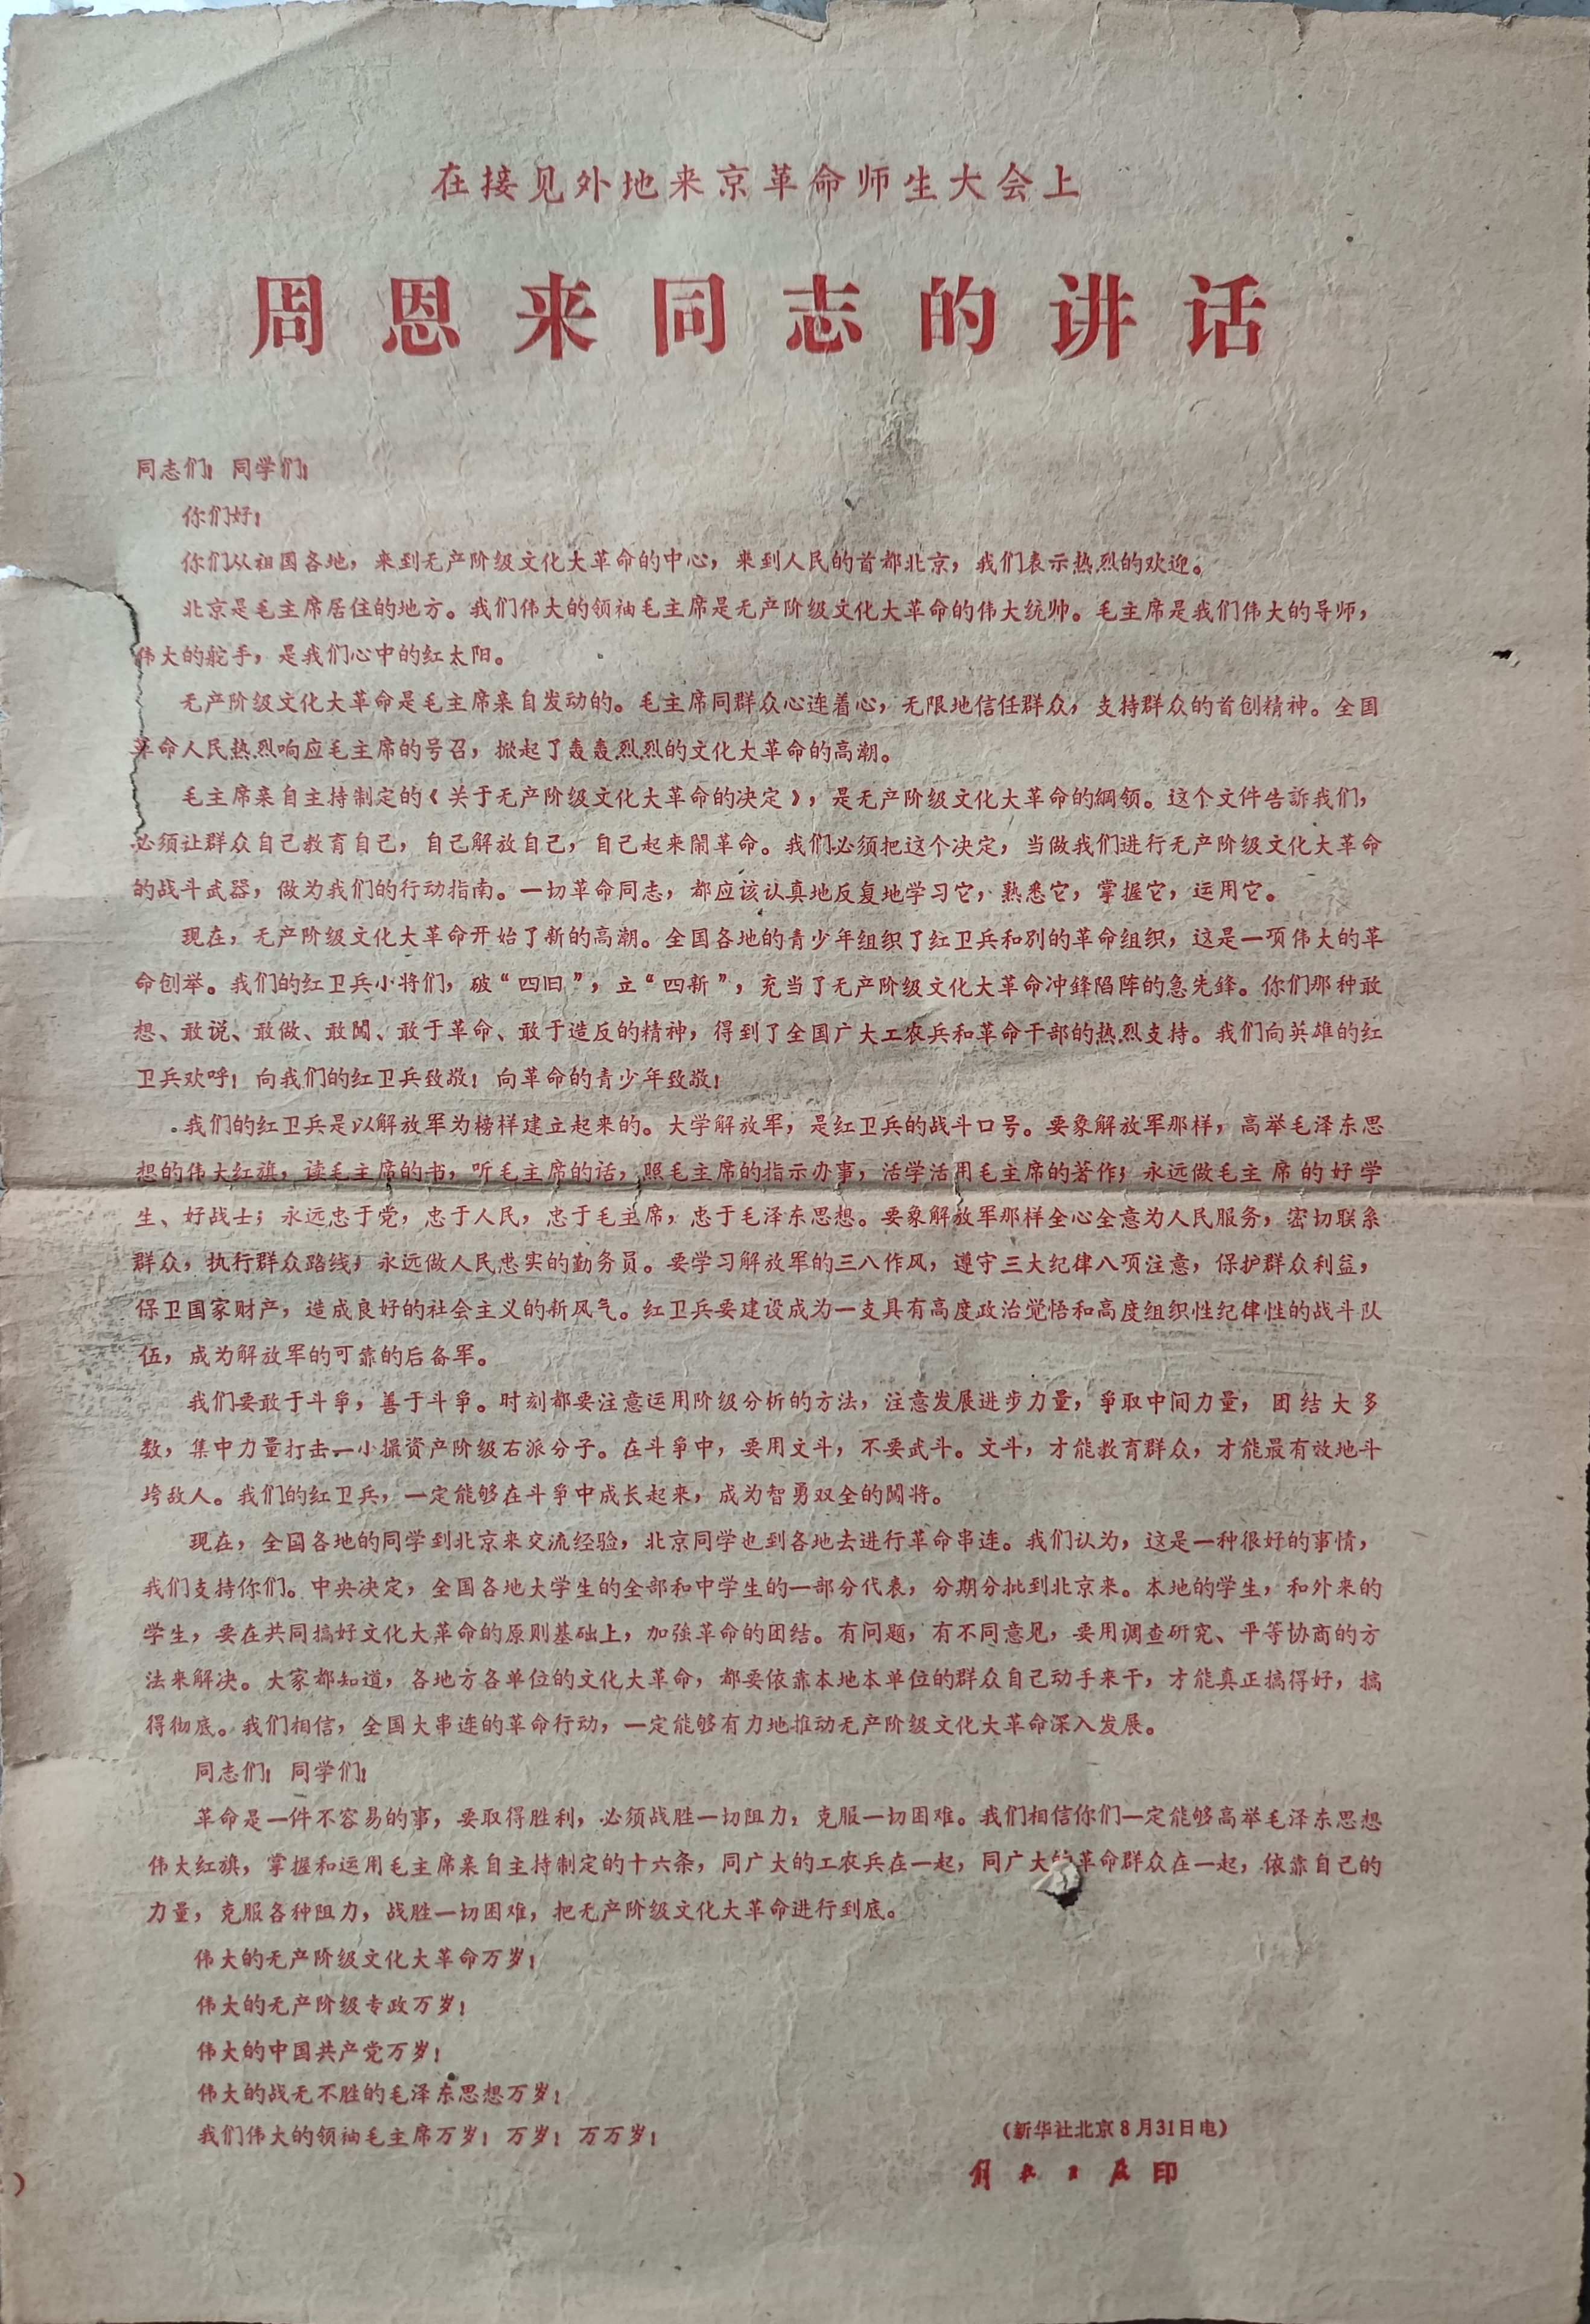 在接见外地来京革命师生大会上
周恩来同志的讲话
同志们！同学们！
你们好！
你们从祖国各地，来到无产阶级文化大革命的中心，来到人民的首都北京，我们表示热烈的欢迎。
北京是毛主席居住的地方。我们伟大的领袖毛主席是无产阶级文化大革命的伟大统帅。毛主席是我们伟大的导师，
伟大的舵手，是我们心中的红太阳。
无产阶级文化大革命是毛主席亲自发动的。毛主席同群众心连着心，无限地信任群众，支持群众的首创精神。全国
革命人民热烈响应毛主席的号召，掀起了轰轰烈烈的文化大革命的高潮。
毛主席亲自主持制定的《关于无产阶级文化大革命的决定》，是无产阶级文化大革命的綱领。这个文件告訴我们，
必须让群众自己教育自己，自己解放自己，自己起来鬧革命。我们必须把这个决定，当做我们进行无产阶级文化大革命
的战斗武器，做为我们的行动指南。一切革命同志，都应该认真地反复地学习它，熟悉它，掌握它，运用它。
现在，无产阶级文化大革命开始了新的高潮。全国各地的青少年组织了红卫兵和别的革命组织，这是一项伟大的革
命创举。我们的红卫兵小将们，破“四旧”，立“四新”，充当了无产阶级文化大革命冲鋒陷阵的急先鋒。你们那种敢
想、敢说、敢做、敢闖、敢于革命、敢于造反的精神，得到了全国广大工农兵和革命干部的热烈支持。我们向英雄的红
卫兵欢呼！向我们的红卫兵致敬！向革命的青少年致敬！
我们的红卫兵是以解放军为榜样建立起来的。大学解放军，是红卫兵的战斗口号。要象解放军那样，高举毛泽东思
想的伟大红旗，读毛主席的书，听毛主席的话，照毛主席的指示办事，活学活用毛主席的著作；永远做毛主席的好学
生、好战士；永远忠于党，忠于人民，忠于毛主席，忠于毛泽东思想。要象解放军那样全心全意为人民服务，密切联系
群众，执行群众路线，永远做人民忠实的勤务员。要学习解放军的三八作风，遵守三大纪律八项注意，保护群众利益，
保卫国家财产，造成良好的社会主义的新风气。红卫兵要建设成为一支具有高度政治觉悟和高度组织性纪律性的战斗队
伍，成为解放军的可靠的后备军。
我们要敢于斗爭，善于斗爭。时刻都要注意运用阶级分析的方法，注意发展进步力量，爭取中间力量，团结大多
数，集中力量打击一小撮资产阶级右派分子。在斗爭中，要用文斗，不要武斗。文斗，才能教育群众，才能最有效地斗
垮敌人。我们的红卫兵，一定能够在斗爭中成长起来，成为智勇双全的闖将。
现在，全国各地的同学到北京来交流经验，北京同学也到各地去进行革命串连。我们认为，这是一种很好的事情，
我们支持你们。中央决定，全国各地大学生的全部和中学生的一部分代表，分期分批到北京来。本地的学生，和外来的
学生，要在共同搞好文化大革命的原则基础上，加强革命的团结。有问题，有不同意见，要用调查研究、平等协商的方
法来解决。大家都知道，各地方各单位的文化大革命，都要依靠本地本单位的群众自己动手来干，才能真正搞得好，搞
得彻底。我们相信，全国大串连的革命行动，一定能够有力地推动无产阶级文化大革命深入发展。
同志们！同学们！
革命是一件不容易的事，要取得胜利，必须战胜一切阻力，克服一切困难。我们相信你们一定能够高举毛泽东思想
伟大红旗，掌握和运用毛主席亲自主持制定的十六条，同广大的工农兵在一起，同广大的革命群众在一起，依靠自己的
力量，克服各种阻力，战胜一切困难，把无产阶级文化大革命进行到底。
伟大的无产阶级文化大革命万岁！
伟大的无产阶级专政万岁！
伟大的中国共产党万岁！
伟大的战无不胜的毛泽东思想万岁！
我们伟大的领袖毛主席万岁！万岁！万万岁！
（新华社北京8月31日电）
印